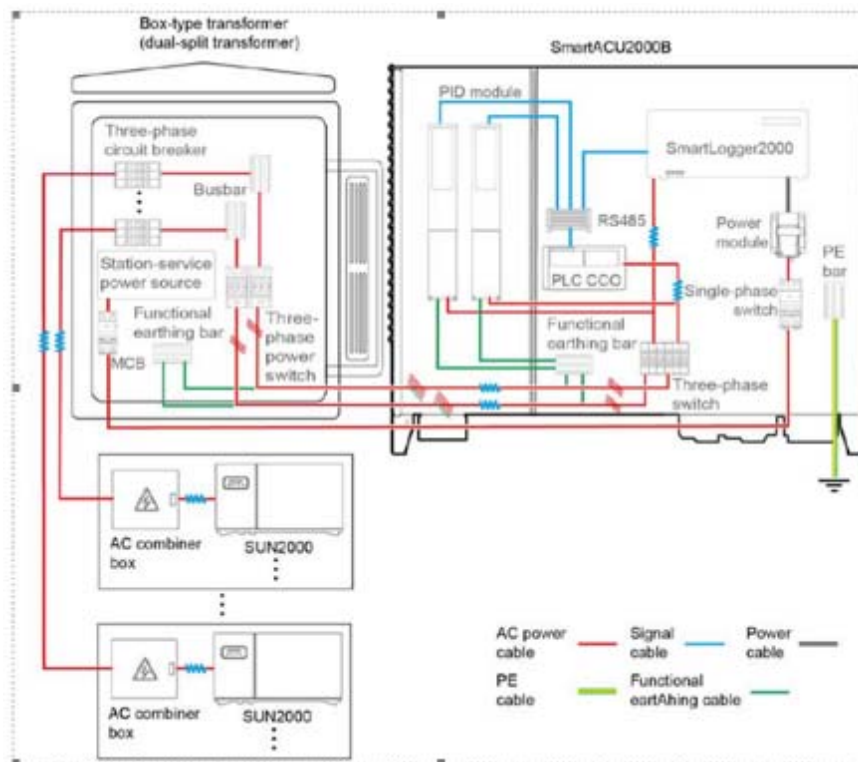 Box-type transformer
(dual-split transformer)
SmartACU2000B
Three-phase
circuit breaker
Busbar
Station-service
power source
Functional
earthing bar
MCB
Three-
phase
power
switch
PID module
SmartLogger2000
RS485
PLC CCO
Power
module
PE
bar
Single-phase
switch
Functional
earthing bar
Three-phase
switch
AC combiner
box
SUN2000
AC combiner
box
SUN2000
AC power
cable
Signal
cable
Power
cable
PE
cable
Functional
eartAhing cable